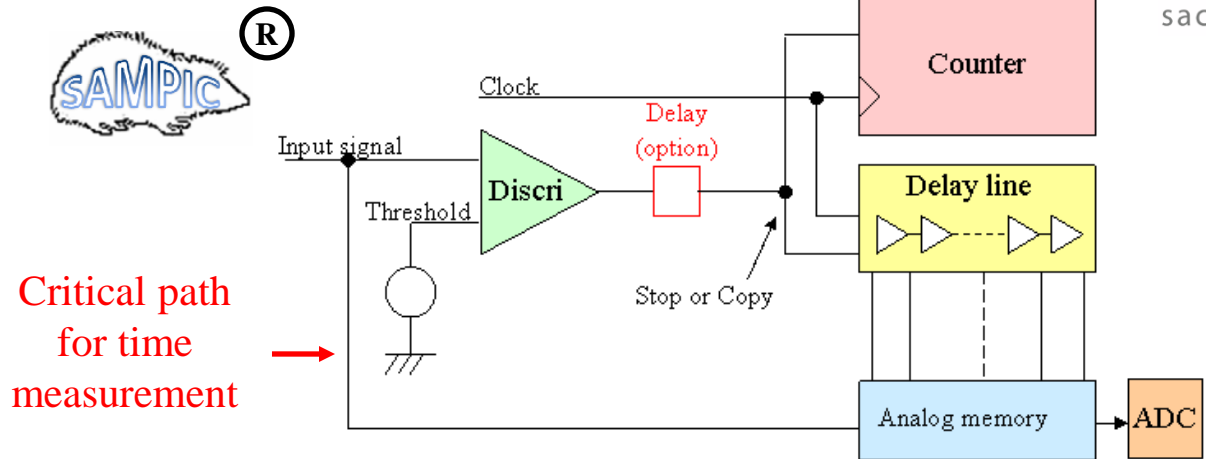 SAMPIC
R
sac
Counter
Clock
Delay
(option)
Input signal
Discri
Delay line
Threshold
Stop or Copy
Critical path
for time
measurement
Analog memory
ADC